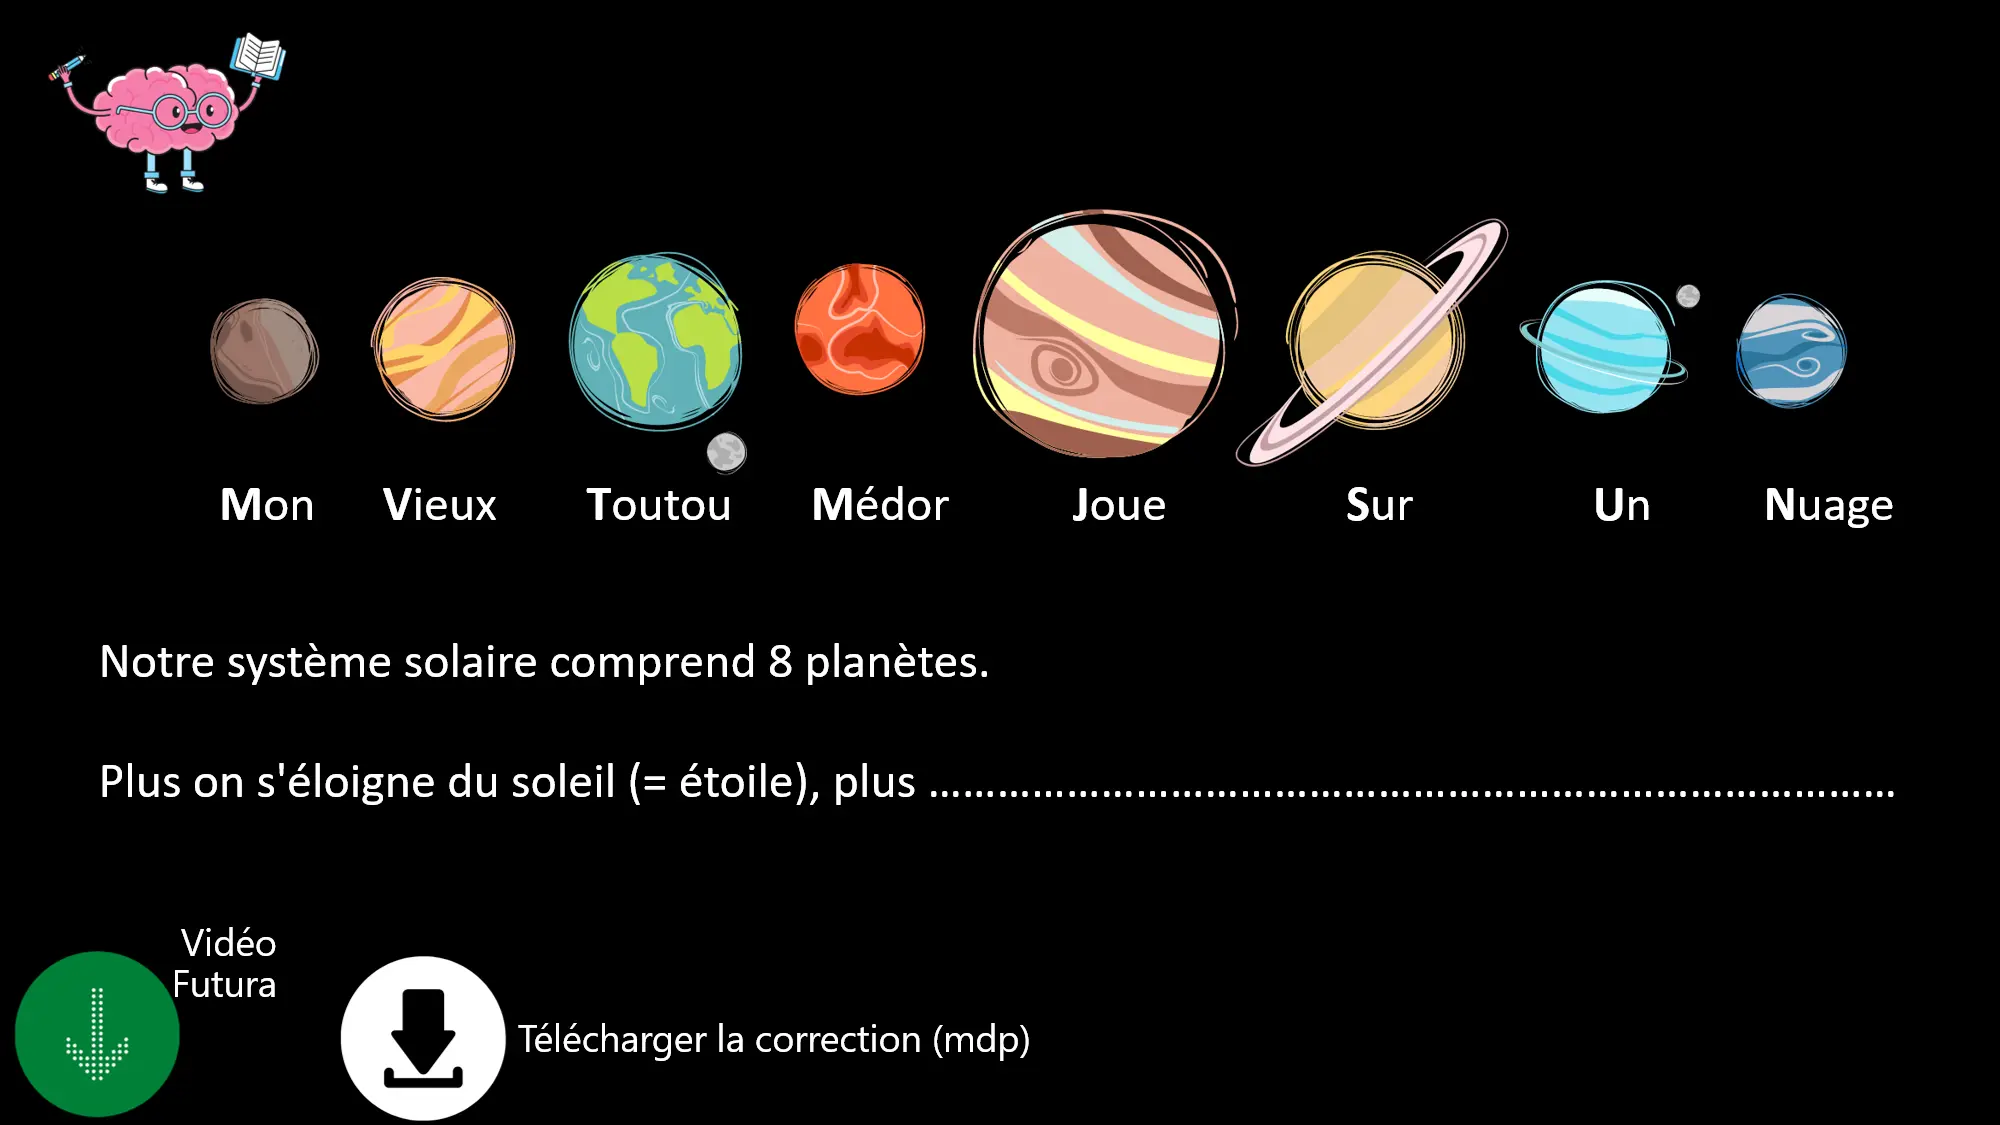 Mon Vieux Toutou Médor Joue Sur Un Nuage
Notre système solaire comprend 8 planètes.
Plus on s'éloigne du soleil (= étoile), plus ……………………………………………………………………………
Vidéo
Futura
Télécharger la correction (mdp)